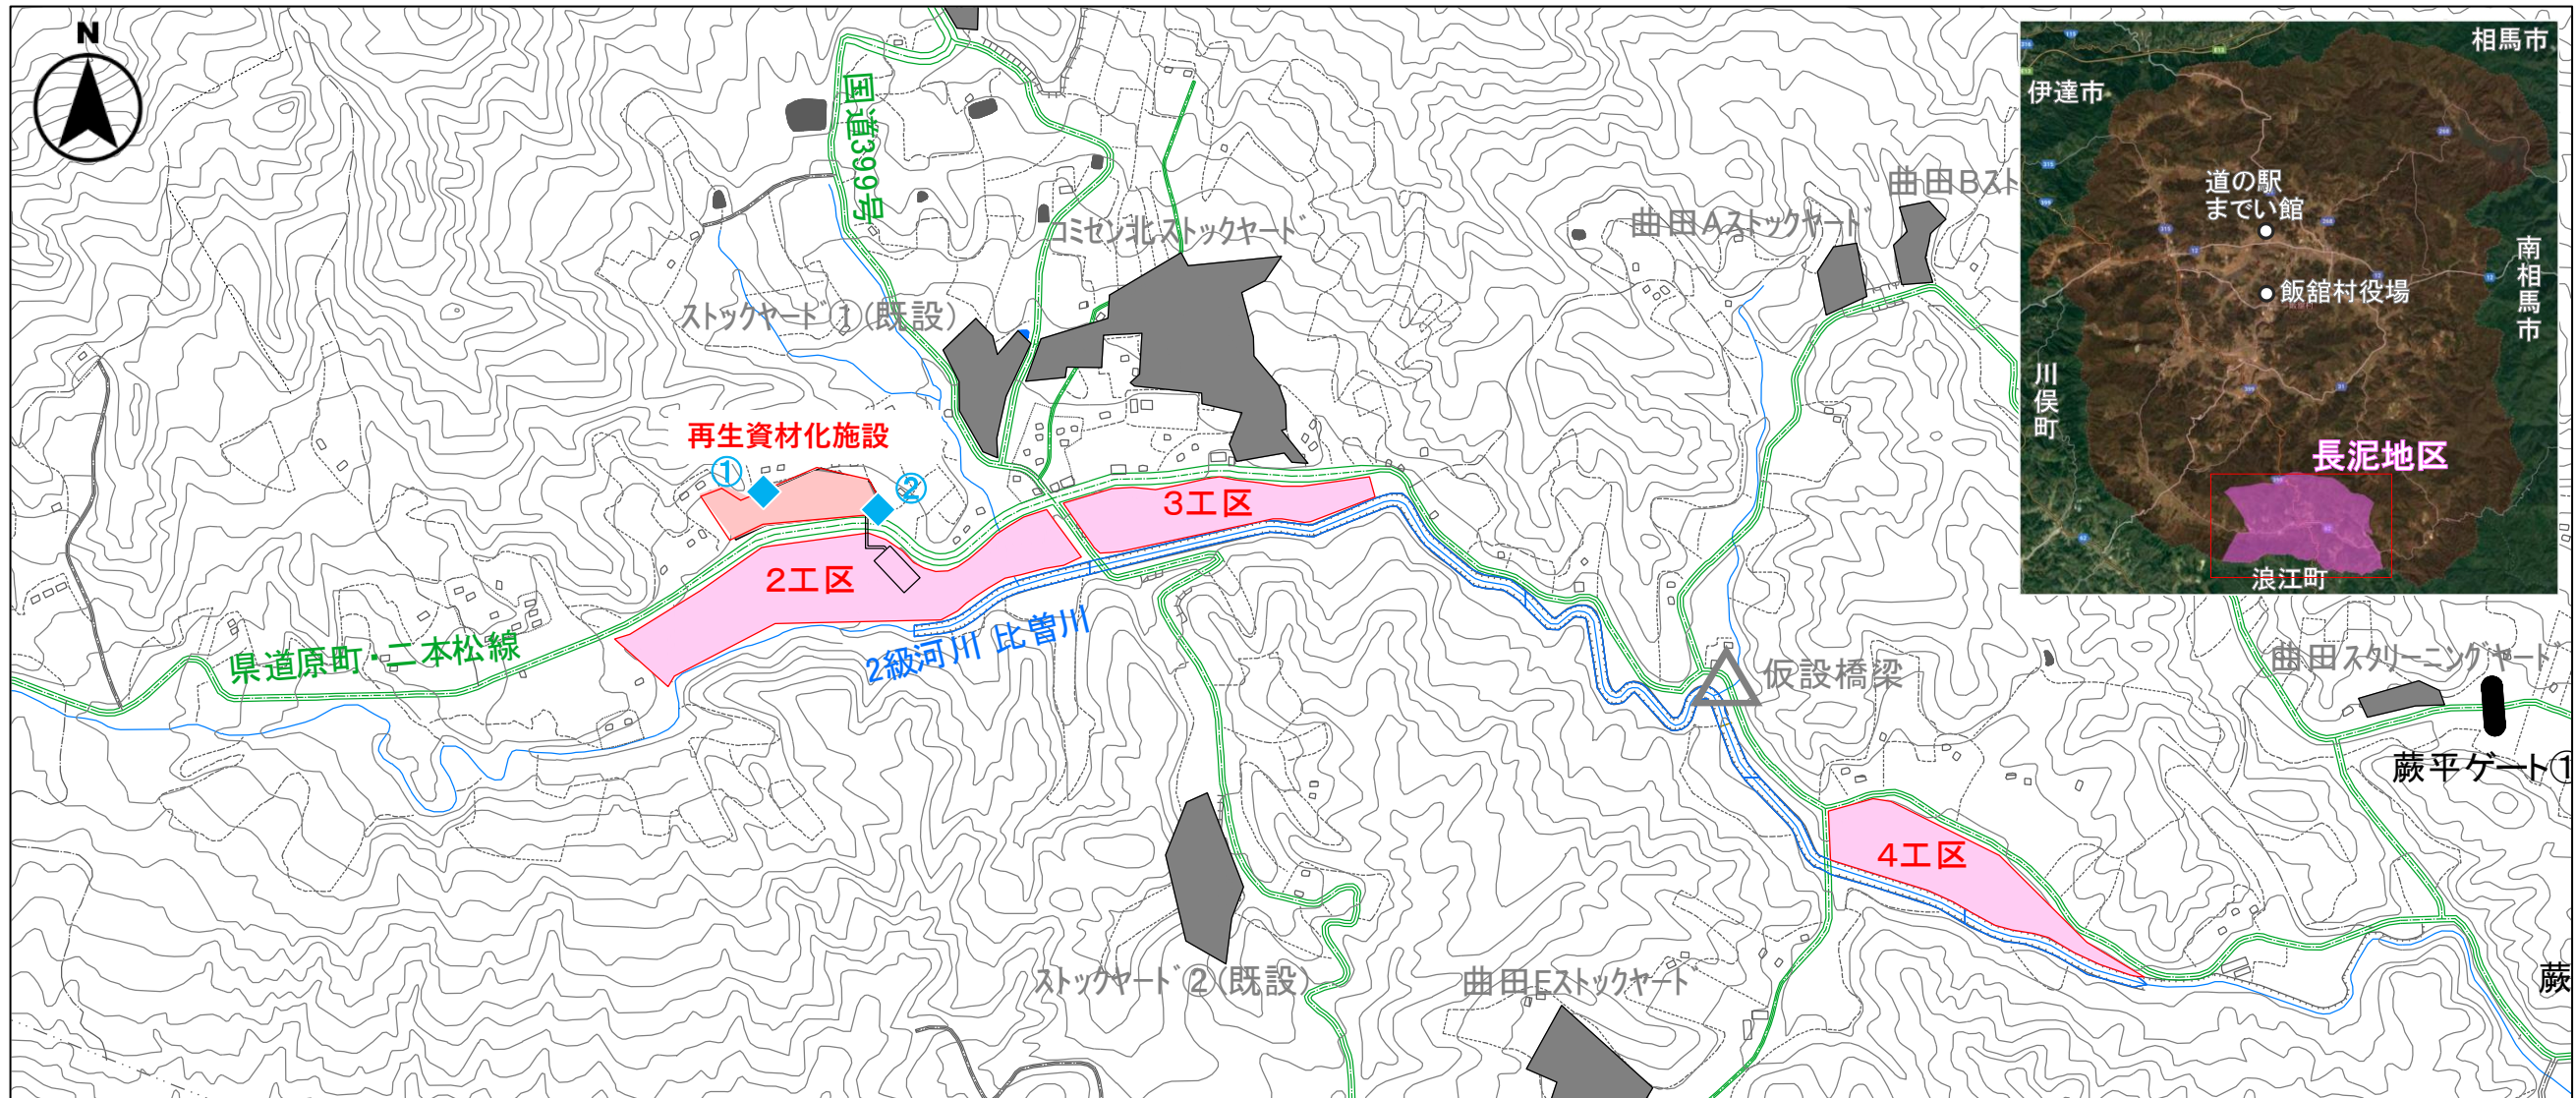 N
国道399号
コミセン北ストックヤード
ストックヤード①(既設)
曲田Aストックヤード
曲田Bスト
再生資材化施設
①
②
3工区
2工区
県道原町・二本松線
2級河川 比曽川
仮設橋梁
4工区
ストックヤード②(既設)
曲田Eストックヤード
曲田スクリーニングヤード
蕨平ゲート①
蕨
相馬市
伊達市
道の駅
までい館
飯舘村役場
南相馬市
川俣町
長泥地区
浪江町